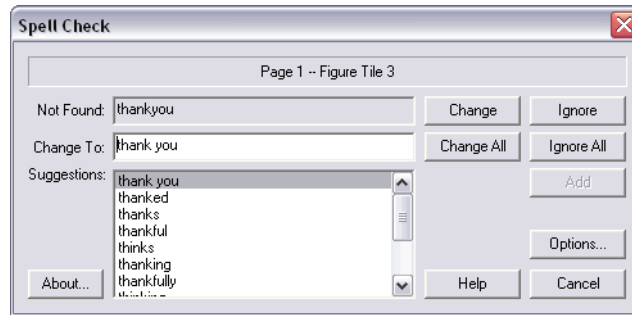 Spell Check
Page 1 -- Figure Tile 3
Not Found: thankyou Change Ignore
Change To: thank you Change All Ignore All
Suggestions: thank you Add
thanked
thanks
thankful
thinks Options...
thanking
thankfully
thinking
About... Help Cancel